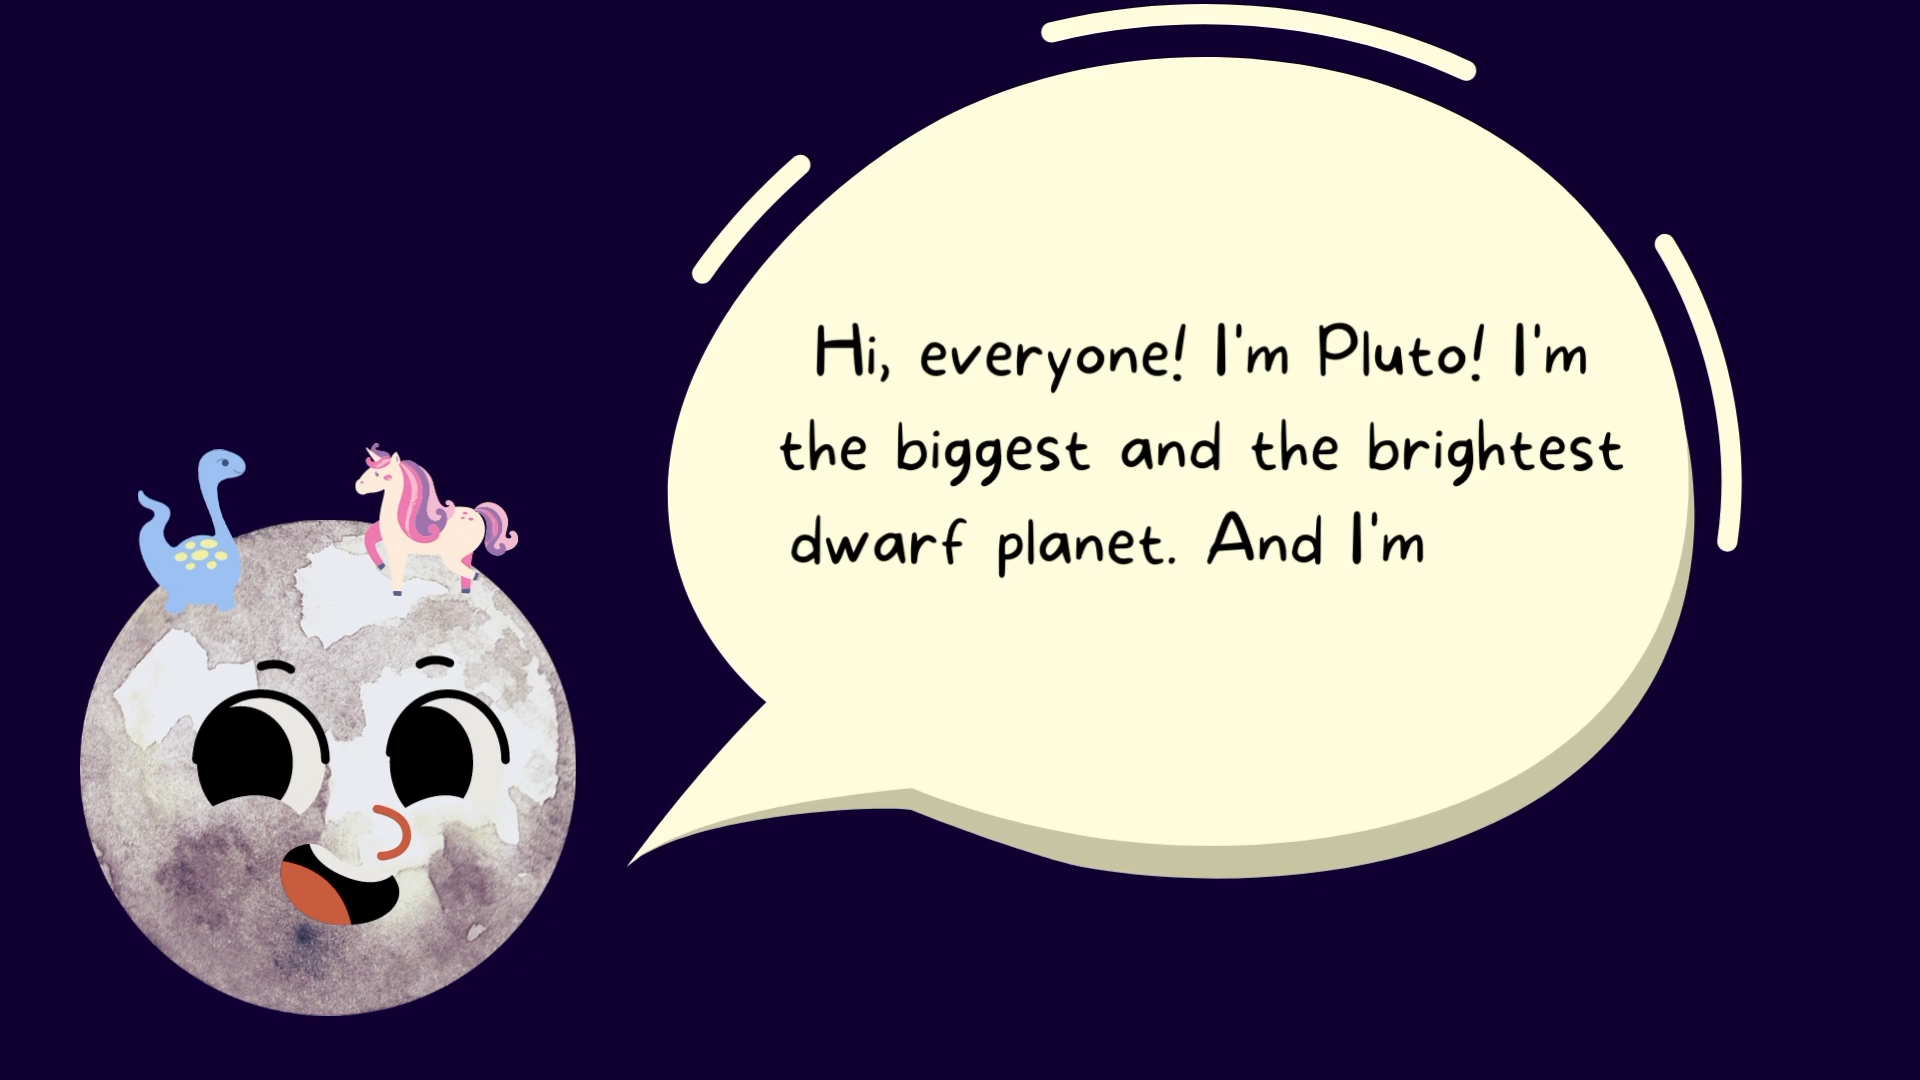 Hi, everyone! I'm Pluto! I'm
the biggest and the brightest
dwarf planet. And I'm